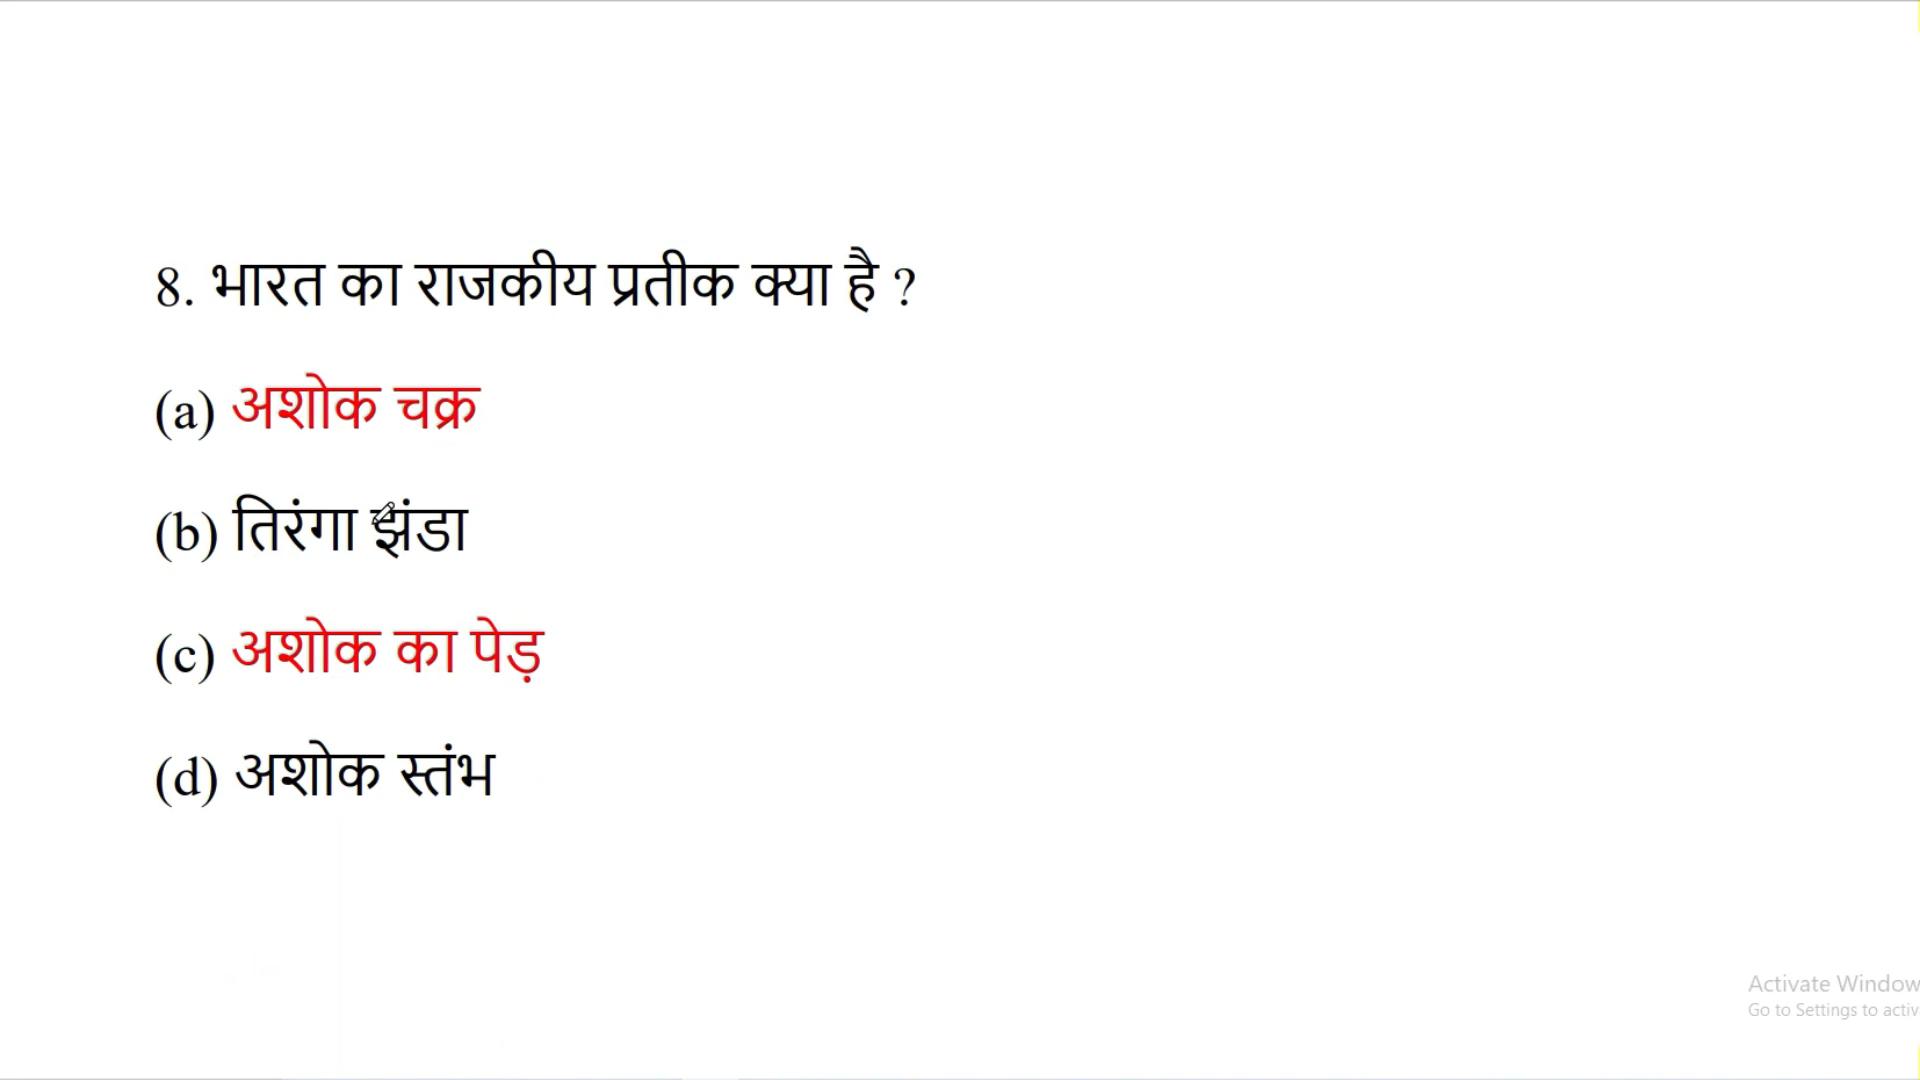 8. भारत का राजकीय प्रतीक क्या है ?
(a) अशोक चक्र
(b) तिरंगा झंडा
(c) अशोक का पेड़
(d) अशोक स्तंभ
Activate Window
Go to Settings to activ